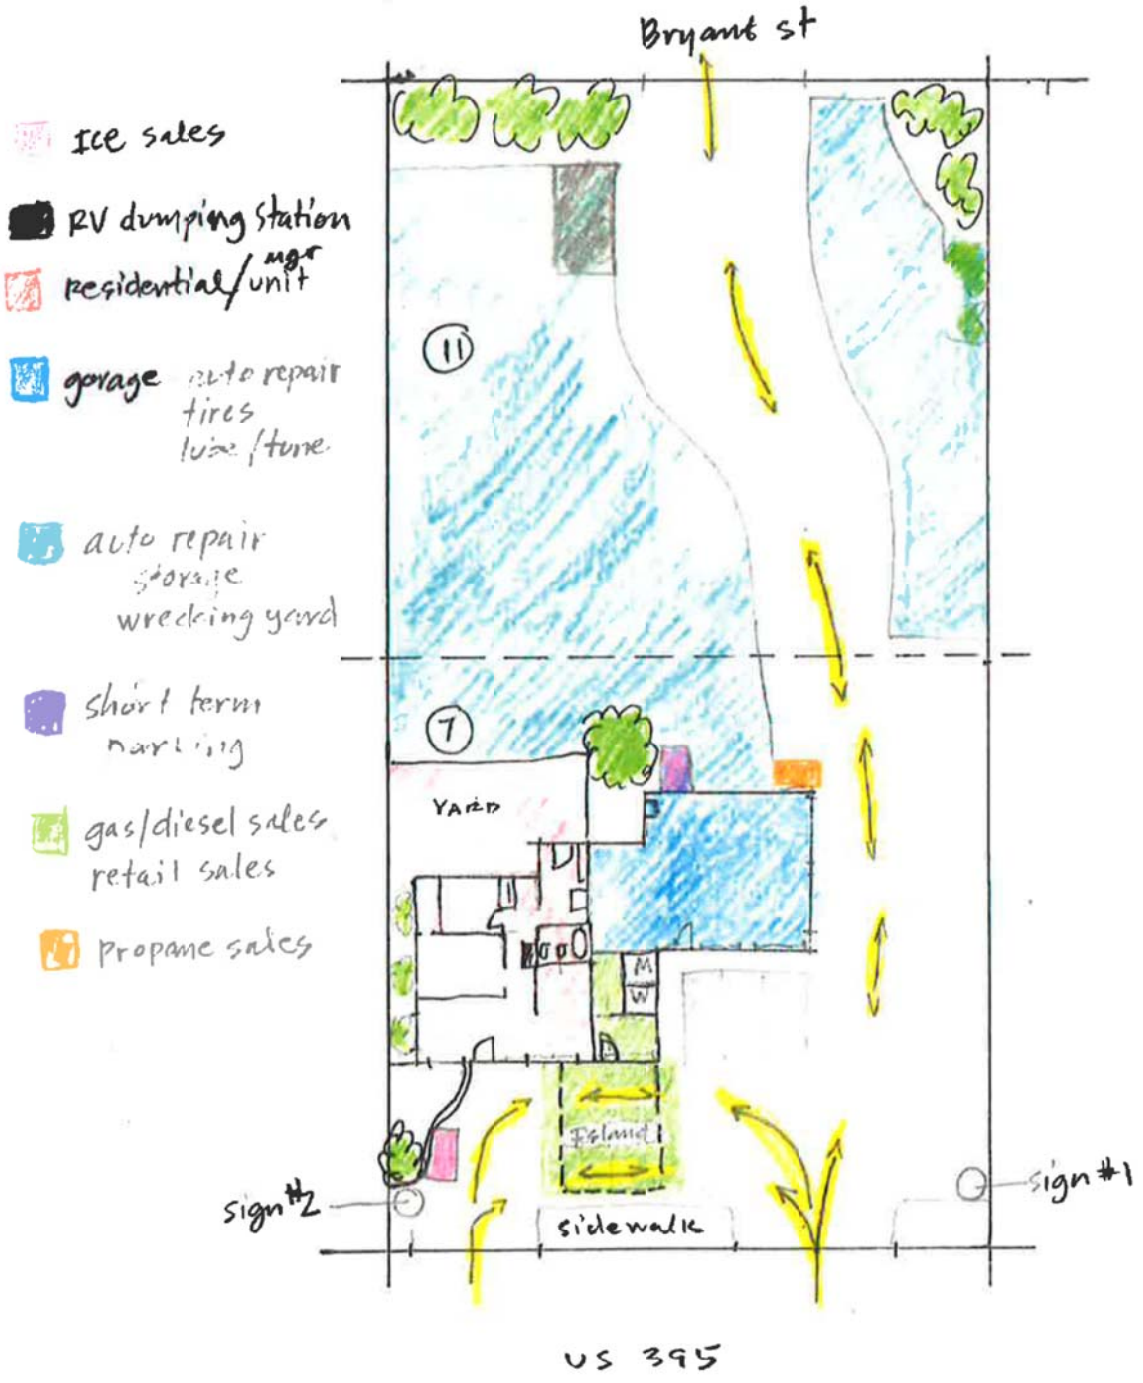 Bryant st
Ice sales
RV dumping station
residential/mgr unit
garage auto repair
tires
lube/tune
11
auto repair
storage
wrecking yard
7
short term
parking
YARD
gas/diesel sales
retail sales
propane sales
M
W
Island
sign #2
sign #1
sidewalk
US 395